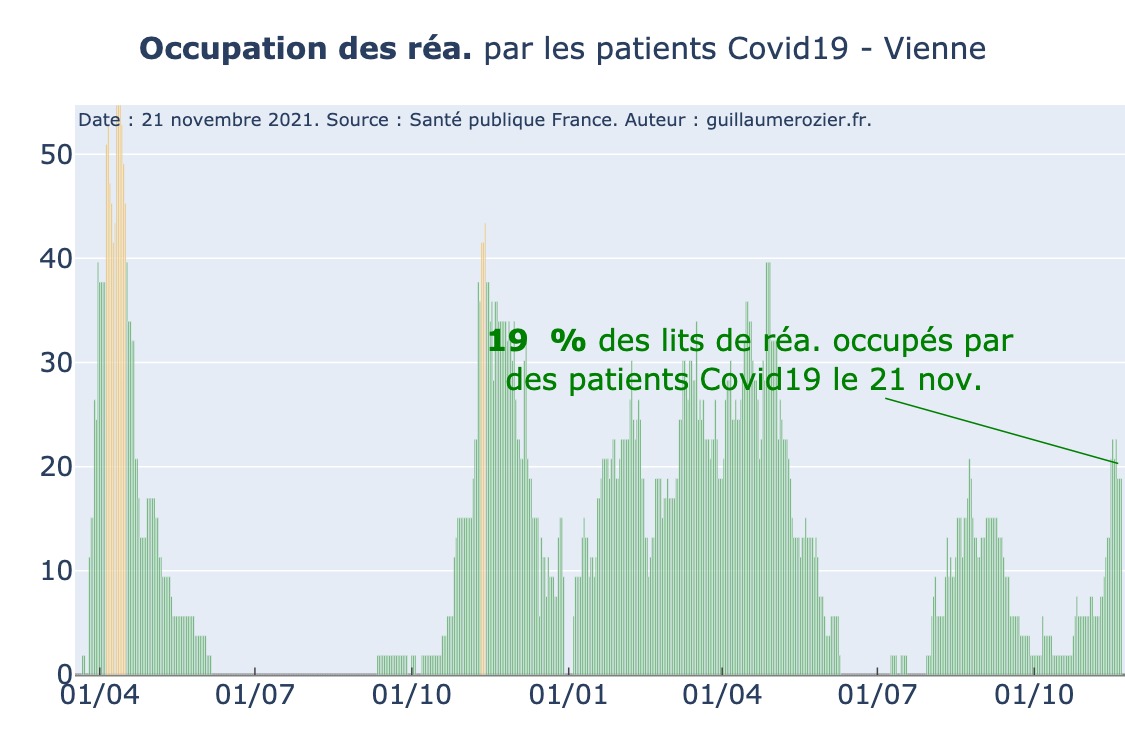 Occupation des réa. par les patients Covid19 - Vienne
Date : 21 novembre 2021. Source : Santé publique France. Auteur : guillaumerozier.fr.
50
40
19 % des lits de réa. occupés par
30
des patients Covid19 le 21 nov.
20
10
0
01/04 01/07 01/10 01/01 01/04 01/07 01/10